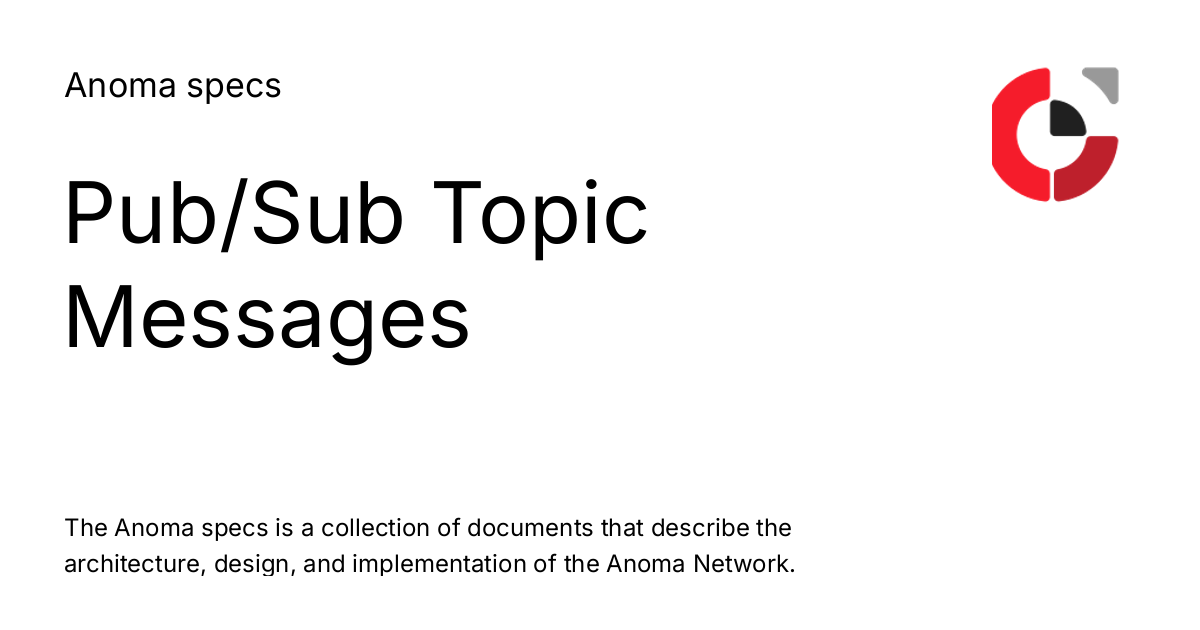 Anoma specs
Pub/Sub Topic
Messages
The Anoma specs is a collection of documents that describe the
architecture, design, and implementation of the Anoma Network.